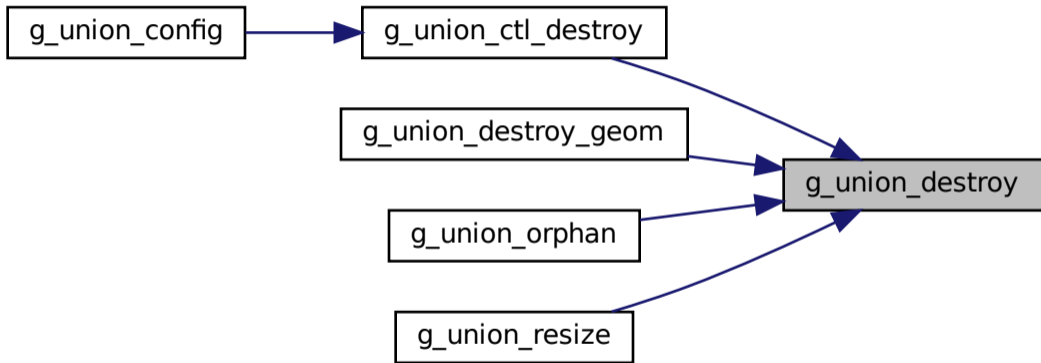 g_union_config
g_union_ctl_destroy
g_union_destroy_geom
g_union_destroy
g_union_orphan
g_union_resize